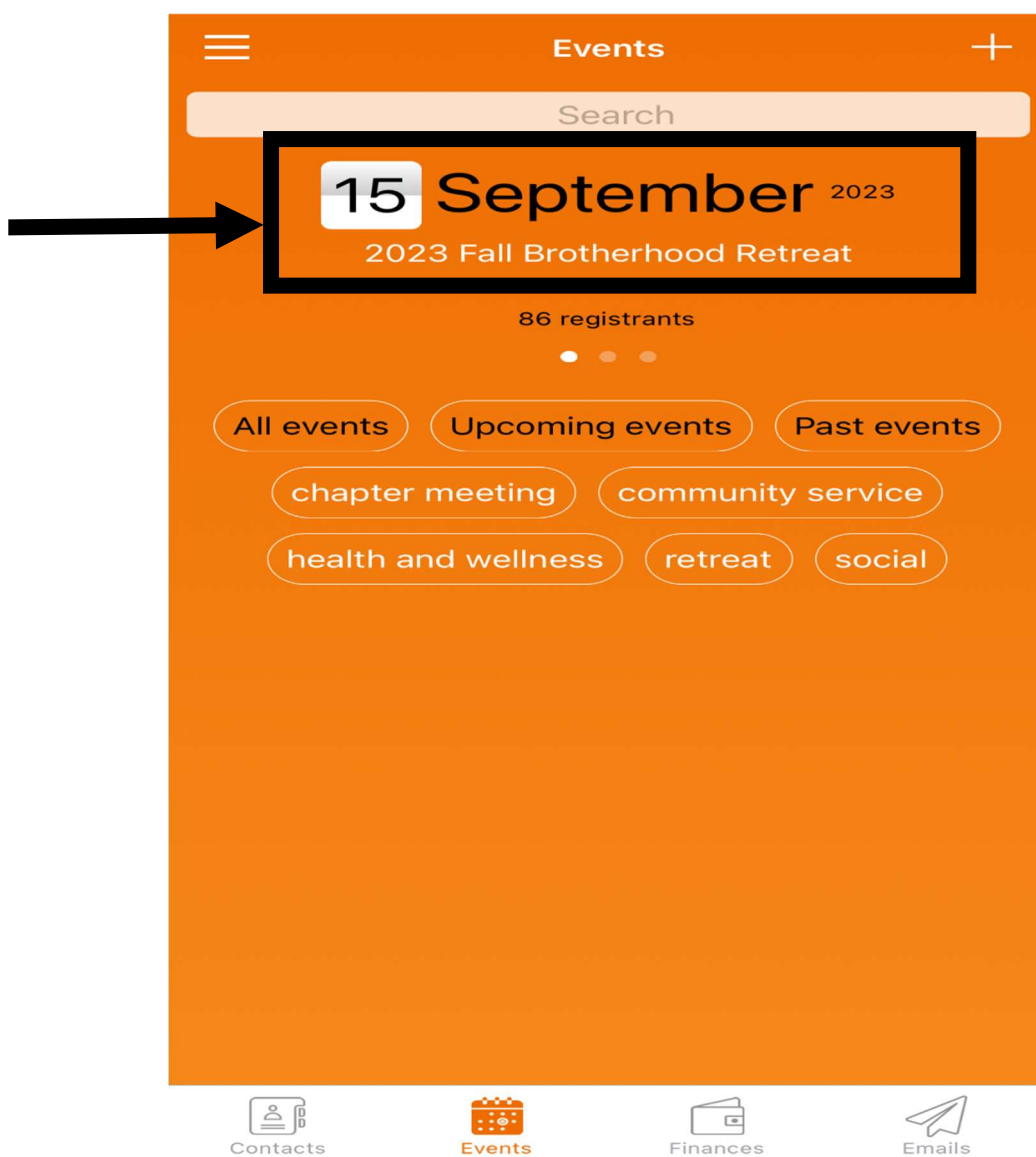 Events
Search
15 September 2023
2023 Fall Brotherhood Retreat
86 registrants
All events Upcoming events Past events
chapter meeting community service
health and wellness retreat social
Contacts Events Finances Emails